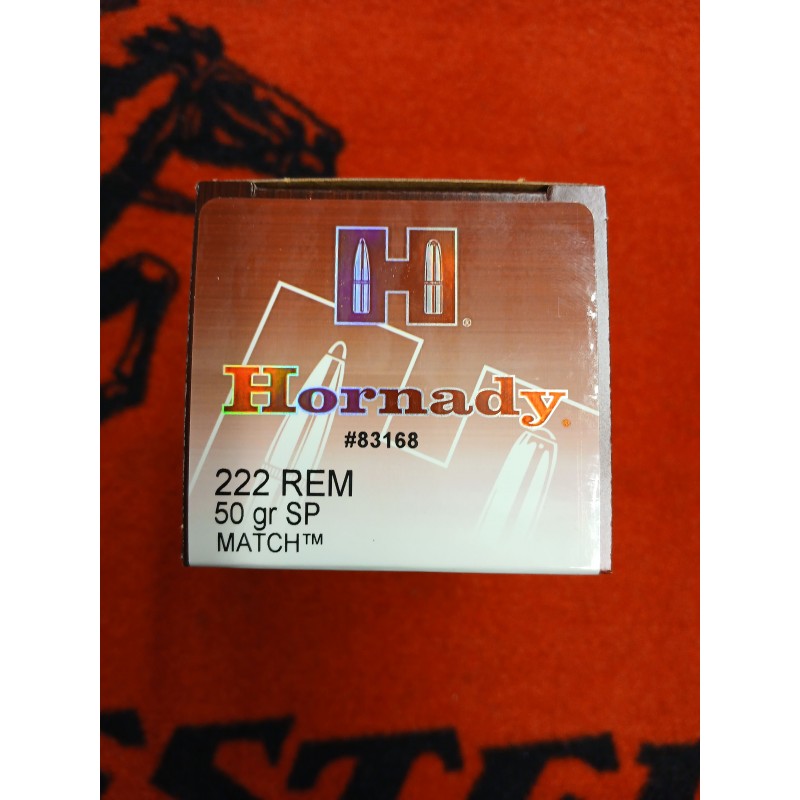 H®
Hornady®
#83168
222 REM
50 gr SP
MATCH™